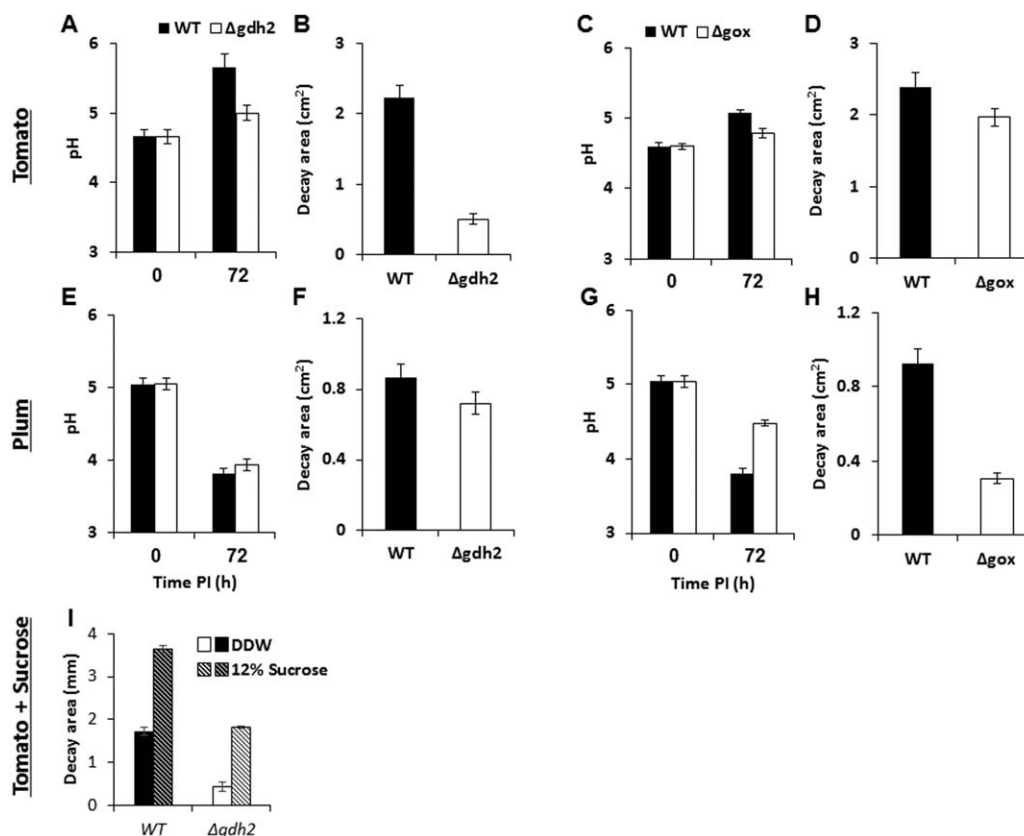 A
WT Δgdh2
6
5
4
3
pH
0 72
B
3
2
1
0
Decay area (cm²)
WT Δgdh2
C
WT Δgox
6
5
4
3
pH
0 72
D
3
2
1
0
Decay area (cm²)
WT Δgox
Tomato
E
6
5
4
3
pH
0 72
Time PI (h)
F
1.2
0.8
0.4
0
Decay area (cm²)
WT Δgdh2
G
6
5
4
3
pH
0 72
Time PI (h)
H
1.2
0.8
0.4
0
Decay area (cm²)
WT Δgox
Plum
I
4
3
2
1
0
Decay area (mm)
DDW
12% Sucrose
WT Δgdh2
Tomato + Sucrose